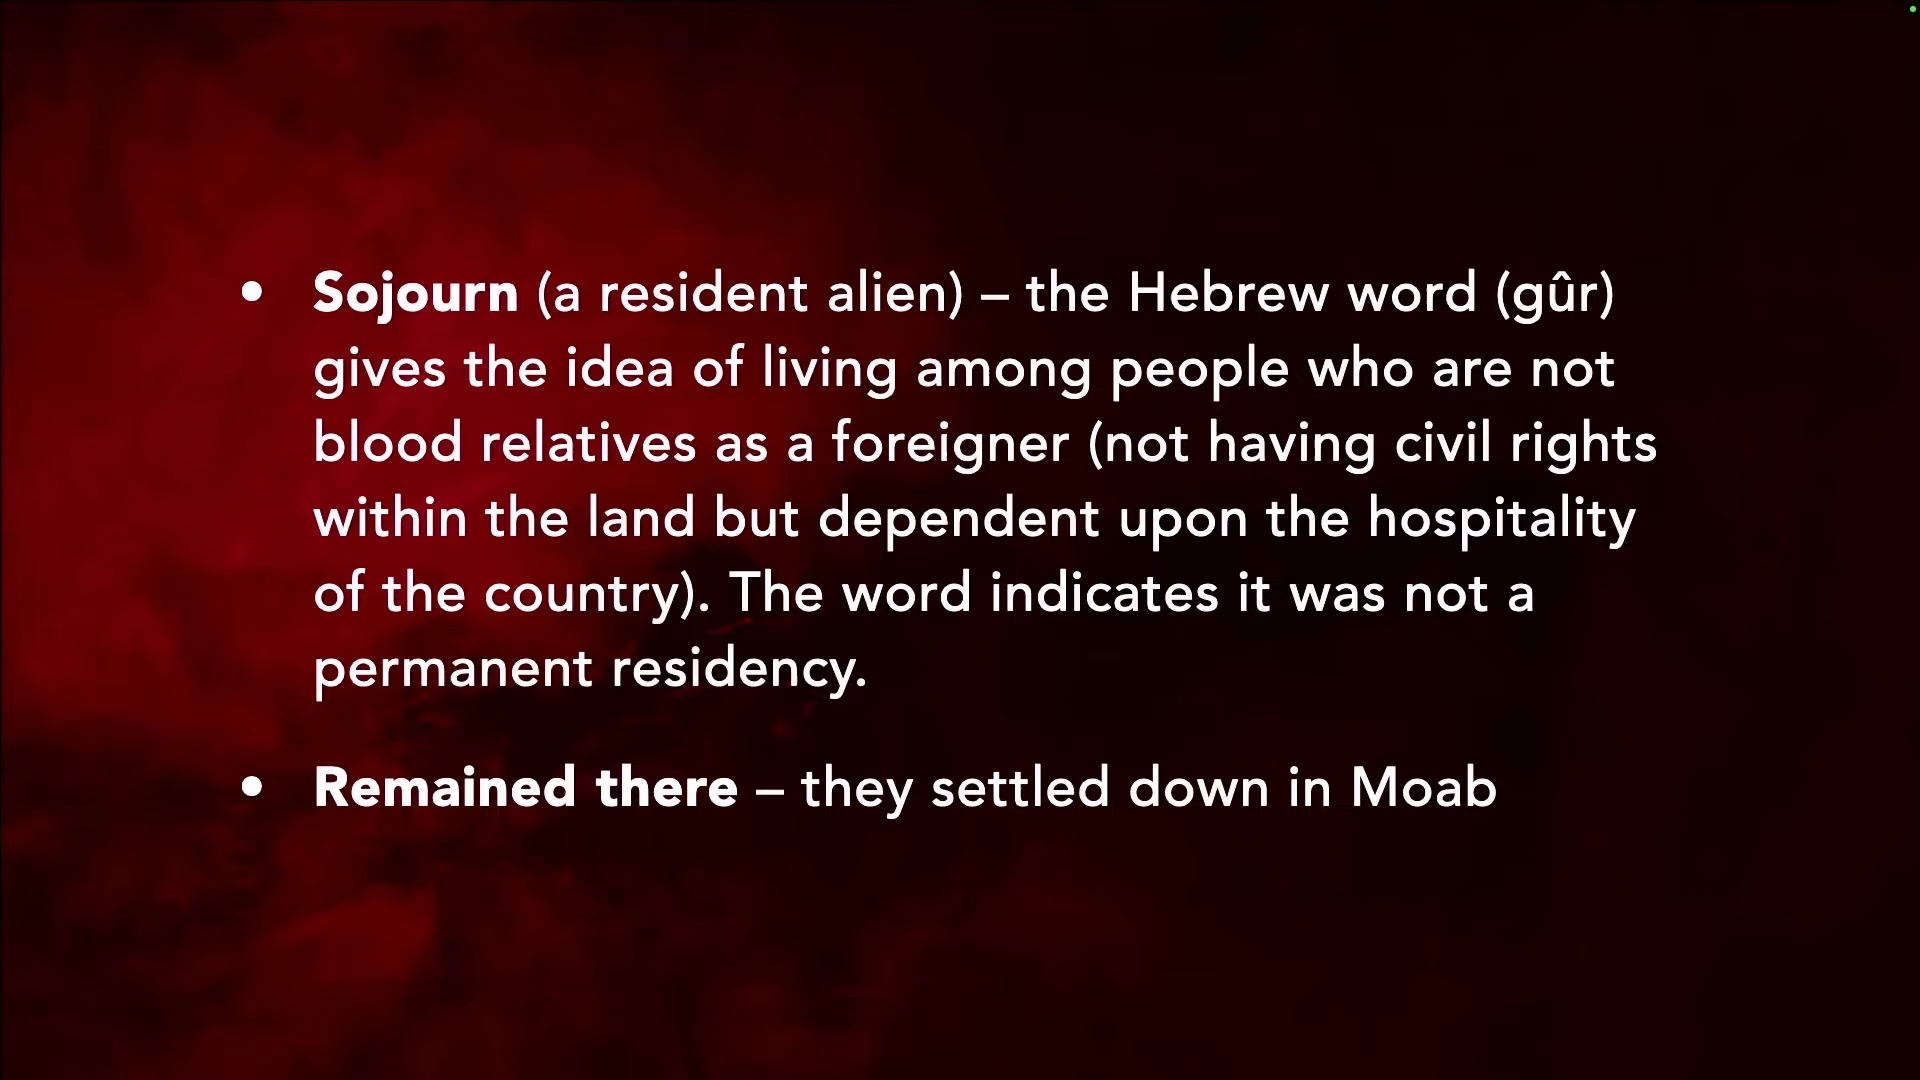 • Sojourn (a resident alien) – the Hebrew word (gûr)
gives the idea of living among people who are not
blood relatives as a foreigner (not having civil rights
within the land but dependent upon the hospitality
of the country). The word indicates it was not a
permanent residency.
• Remained there – they settled down in Moab